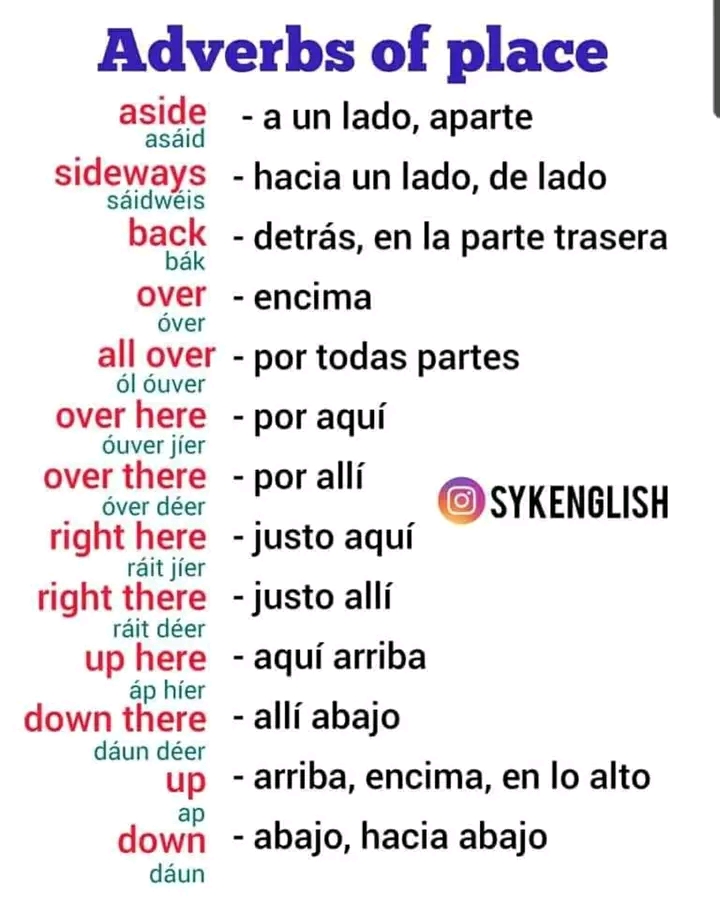 Adverbs of place
aside - a un lado, aparte
asáid
sideways - hacia un lado, de lado
sáidwéis
back - detrás, en la parte trasera
bák
over - encima
óver
all over - por todas partes
ól óuver
over here - por aquí
óuver jíer
over there - por allí
óver déer
SYKENGLISH
right here - justo aquí
ráit jíer
right there - justo allí
ráit déer
up here - aquí arriba
áp híer
down there - allí abajo
dáun déer
up - arriba, encima, en lo alto
ap
down - abajo, hacia abajo
dáun